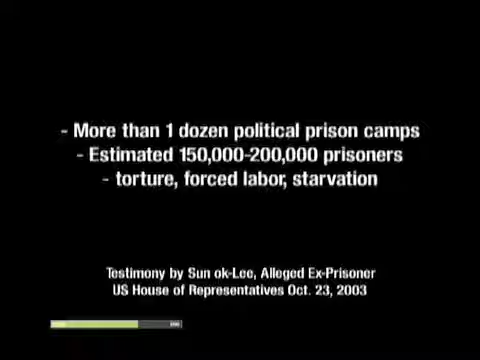 - More than 1 dozen political prison camps
- Estimated 150,000-200,000 prisoners
- torture, forced labor, starvation
Testimony by Sun ok-Lee, Alleged Ex-Prisoner
US House of Representatives Oct. 23, 2003